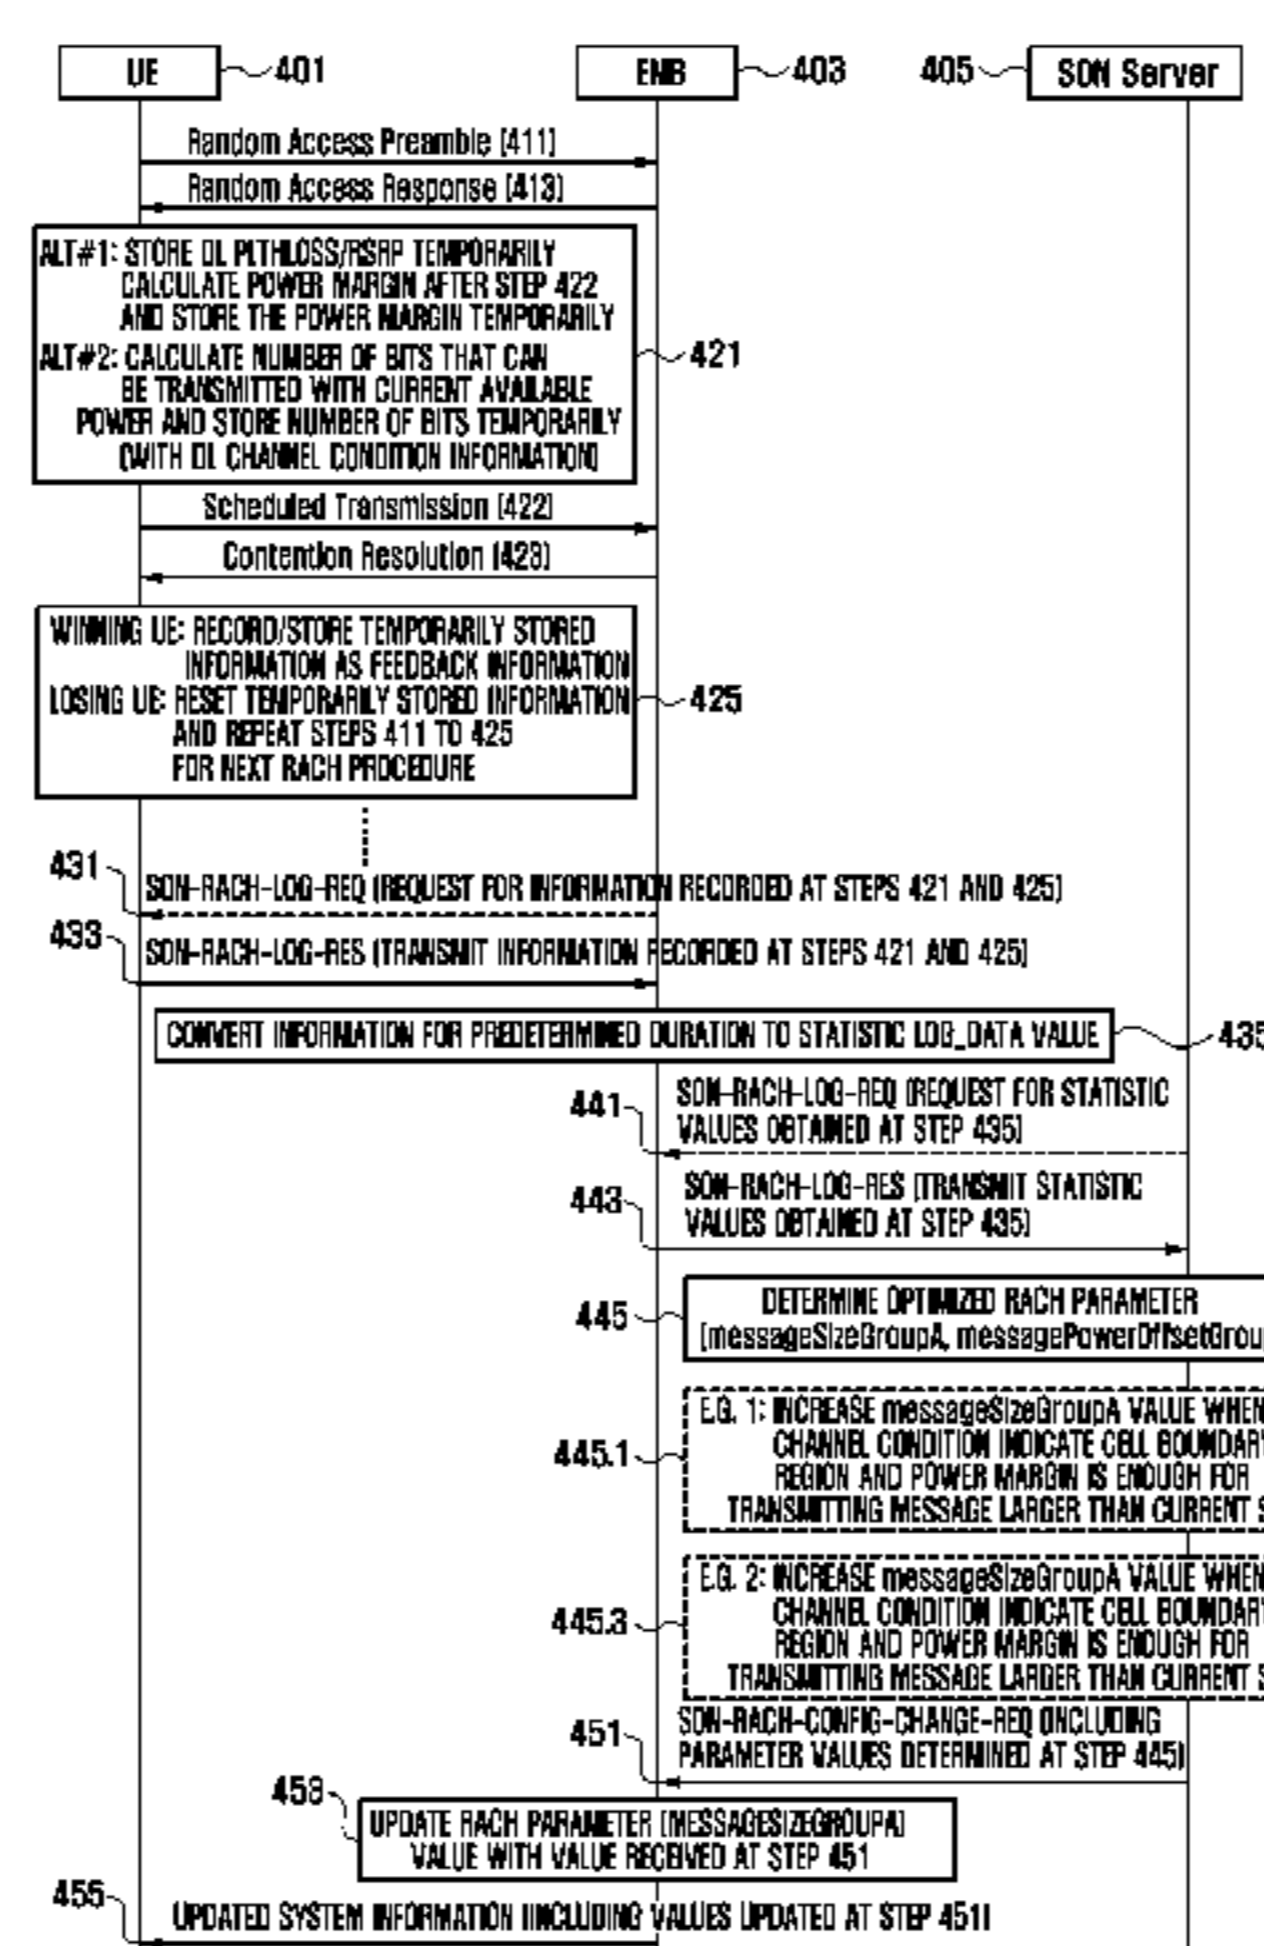 UE
401
ENB
403
405
SON Server
Random Access Preamble (411)
Random Access Response (413)
ALT#1: STORE DL PLTHLOSS/RSRP TEMPORARILY
CALCULATE POWER MARGIN AFTER STEP 422
AND STORE THE POWER MARGIN TEMPORARILY
ALT#2: CALCULATE NUMBER OF BITS THAT CAN
BE TRANSMITTED WITH CURRENT AVAILABLE
POWER AND STORE NUMBER OF BITS TEMPORARILY
(WITH DL CHANNEL CONDITION INFORMATION)
421
Scheduled Transmission (422)
Contention Resolution (423)
WINNING UE: RECORD/STORE TEMPORARILY STORED
INFORMATION AS FEEDBACK INFORMATION
LOSING UE: RESET TEMPORARILY STORED INFORMATION
AND REPEAT STEPS 411 TO 425
FOR NEXT RACH PROCEDURE
425
431
SON-RACH-LOG-REQ (REQUEST FOR INFORMATION RECORDED AT STEPS 421 AND 425)
433
SON-RACH-LOG-RES (TRANSMIT INFORMATION RECORDED AT STEPS 421 AND 425)
CONVERT INFORMATION FOR PREDETERMINED DURATION TO STATISTIC LOG_DATA VALUE
435
441
SON-RACH-LOG-REQ (REQUEST FOR STATISTIC
VALUES OBTAINED AT STEP 435)
443
SON-RACH-LOG-RES (TRANSMIT STATISTIC
VALUES OBTAINED AT STEP 435)
445
DETERMINE OPTIMIZED RACH PARAMETER
(messageSizeGroupA, messagePowerOffsetGrou
445.1
E.G. 1: INCREASE messageSizeGroupA VALUE WHEN
CHANNEL CONDITION INDICATE CELL BOUNDARY
REGION AND POWER MARGIN IS ENOUGH FOR
TRANSMITTING MESSAGE LARGER THAN CURRENT S
445.3
E.G. 2: INCREASE messageSizeGroupA VALUE WHEN
CHANNEL CONDITION INDICATE CELL BOUNDARY
REGION AND POWER MARGIN IS ENOUGH FOR
TRANSMITTING MESSAGE LARGER THAN CURRENT S
451
SON-RACH-CONFIG-CHANGE-REQ (INCLUDING
PARAMETER VALUES DETERMINED AT STEP 445)
453
UPDATE RACH PARAMETER (MESSAGESIZEGROUPA)
VALUE WITH VALUE RECEIVED AT STEP 451
455
UPDATED SYSTEM INFORMATION (INCLUDING VALUES UPDATED AT STEP 451)